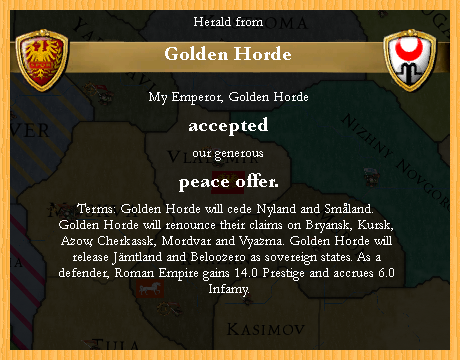 Herald from
Golden Horde
My Emperor, Golden Horde
accepted
our generous
peace offer.
Terms: Golden Horde will cede Nyland and Småland.
Golden Horde will renounce their claims on Bryansk, Kursk,
Azow, Cherkassk, Mordvar and Vyazma. Golden Horde will
release Jämtland and Beloozero as sovereign states. As a
defender, Roman Empire gains 14.0 Prestige and accrues 6.0
Infamy.
NIZHNY NOVGOR
TULA
KASIMOV